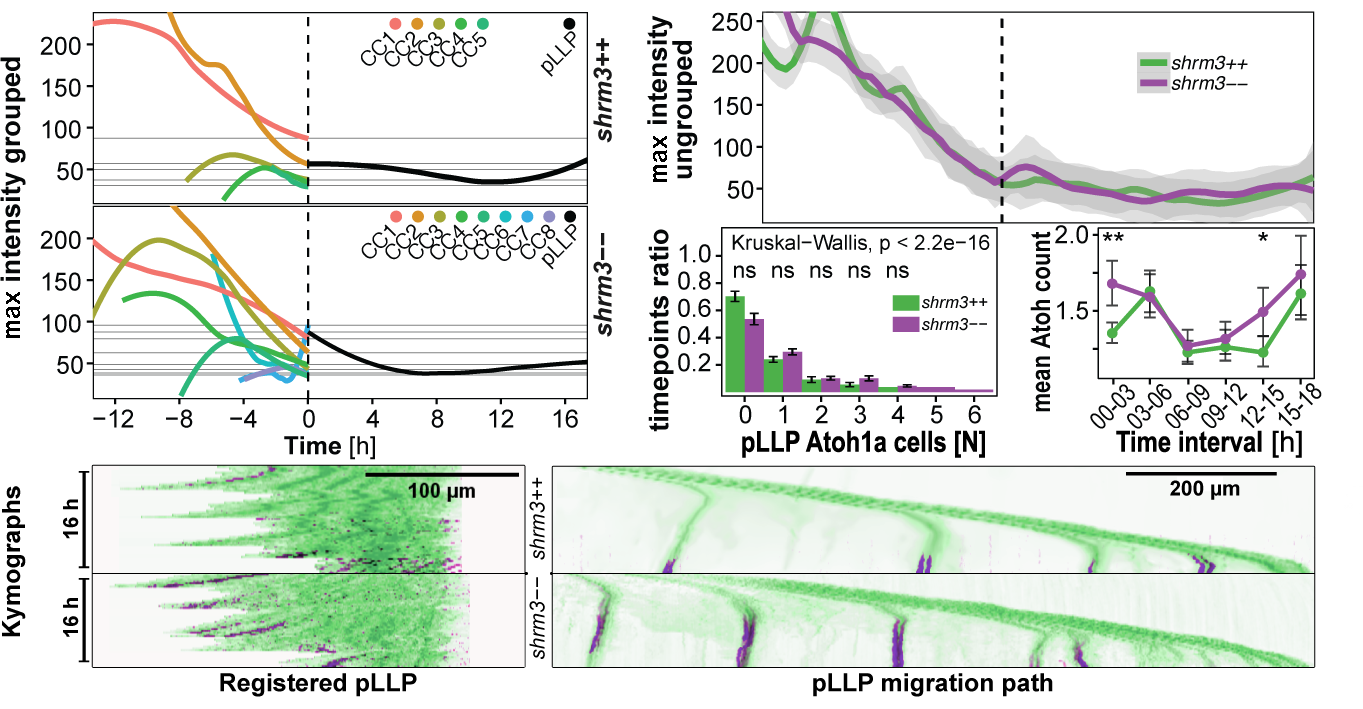 max intensity grouped
200
150
100
50
CC1
CC2
CC3
CC4
CC5
pLLP
shrm3++
200
150
100
50
CC1
CC2
CC3
CC4
CC5
CC6
CC7
CC8
pLLP
shrm3−−
−12 −8 −4 0 4 8 12 16
Time [h]
max intensity
ungrouped
250
200
150
100
50
shrm3++
shrm3−−
timepoints ratio
1.0
0.8
0.6
0.4
0.2
Kruskal−Wallis, p < 2.2e−16
ns ns ns ns ns
shrm3++
shrm3−−
0 1 2 3 4 5 6
pLLP Atoh1a cells [N]
mean Atoh count
2.0
1.5
** *
00-03
03-06
06-09
09-12
12-15
15-18
Time interval [h]
Kymographs
16 h
16 h
100 µm
shrm3++
shrm3−−
200 µm
Registered pLLP
pLLP migration path